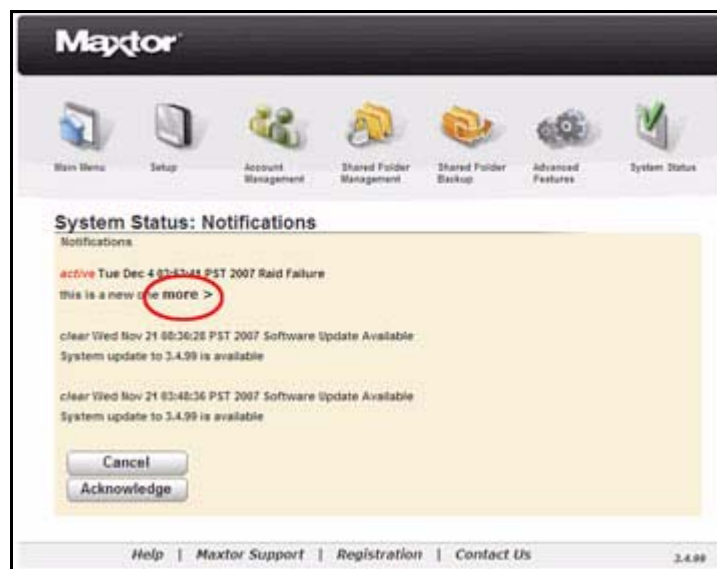 Maxtor
Main Menu
Setup
Account Management
Shared Folder Management
Shared Folder Backup
Advanced Features
System Status
System Status: Notifications
Notifications
active Tue Dec 4 PST 2007 Raid Failure
this is a new one more >
clear Wed Nov 21 08:36:28 PST 2007 Software Update Available
System update to 3.4.99 is available
clear Wed Nov 21 03:48:36 PST 2007 Software Update Available
System update to 3.4.99 is available
Cancel
Acknowledge
Help | Maxtor Support | Registration | Contact Us
3.4.99